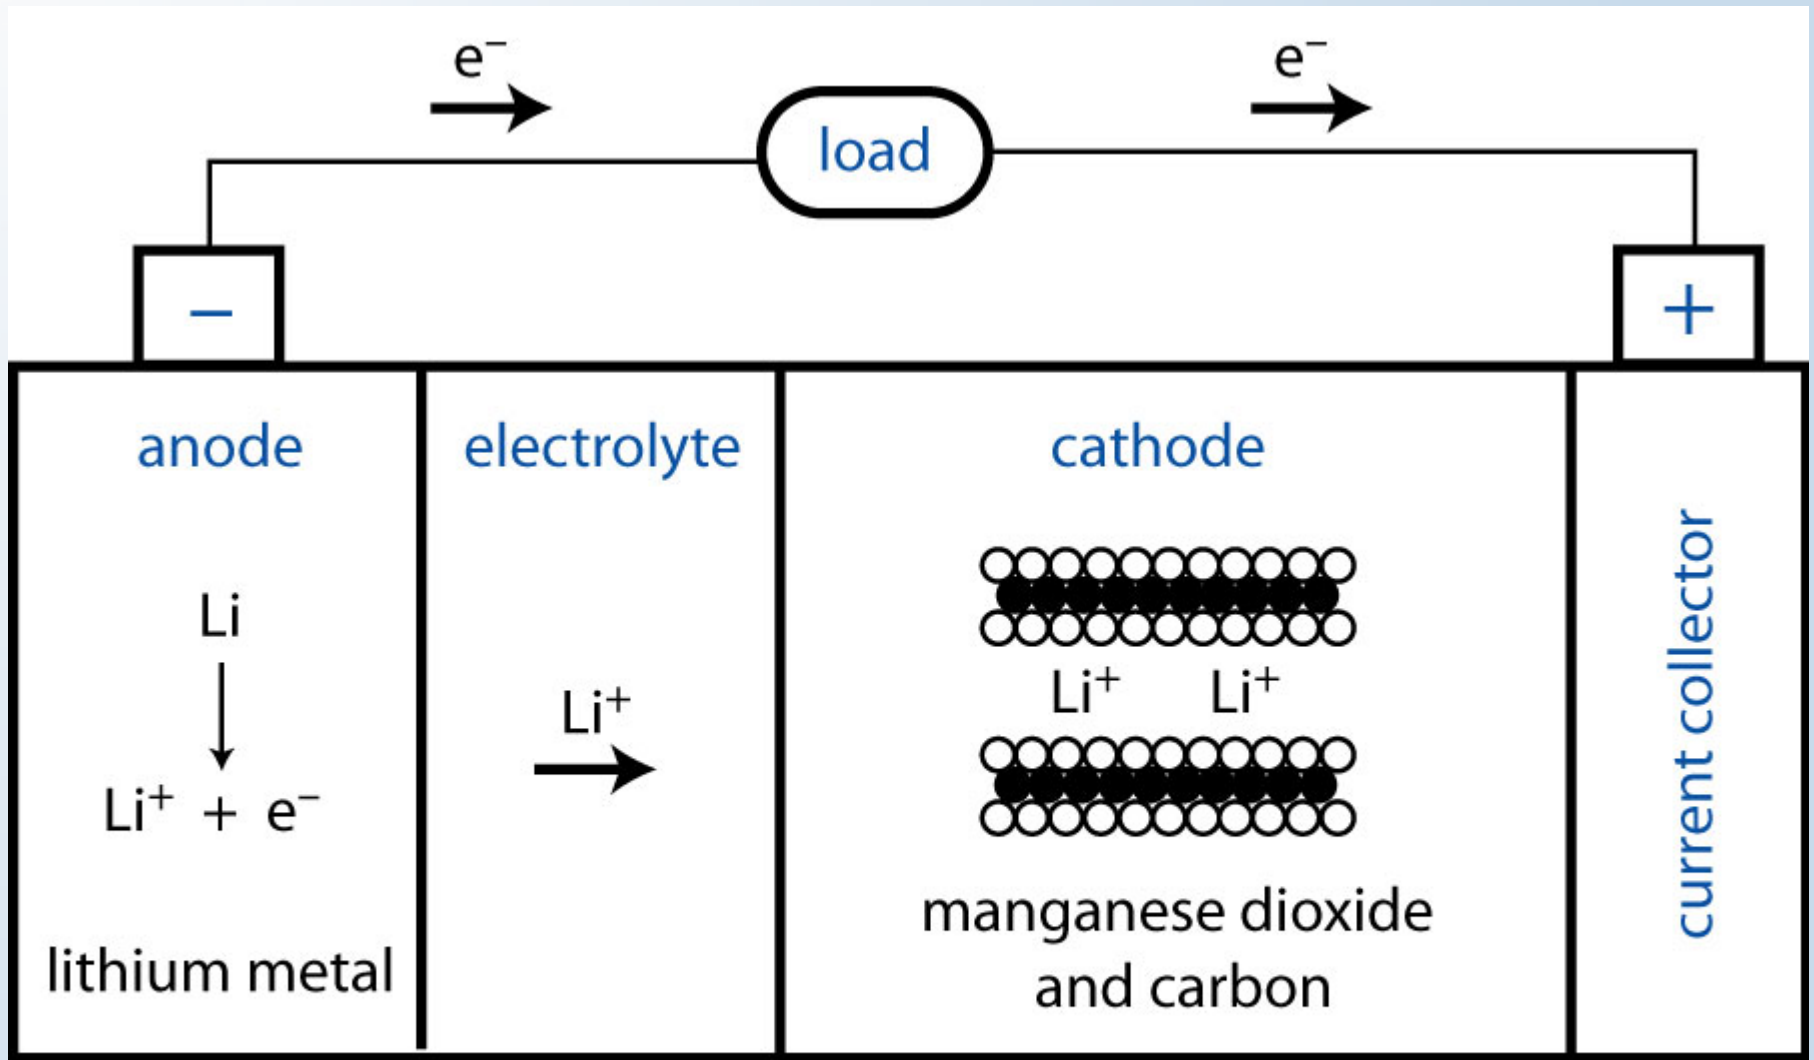 e⁻
e⁻
load
−
+
anode
electrolyte
cathode
current collector
Li
Li⁺ + e⁻
lithium metal
Li⁺
Li⁺ Li⁺
manganese dioxide
and carbon